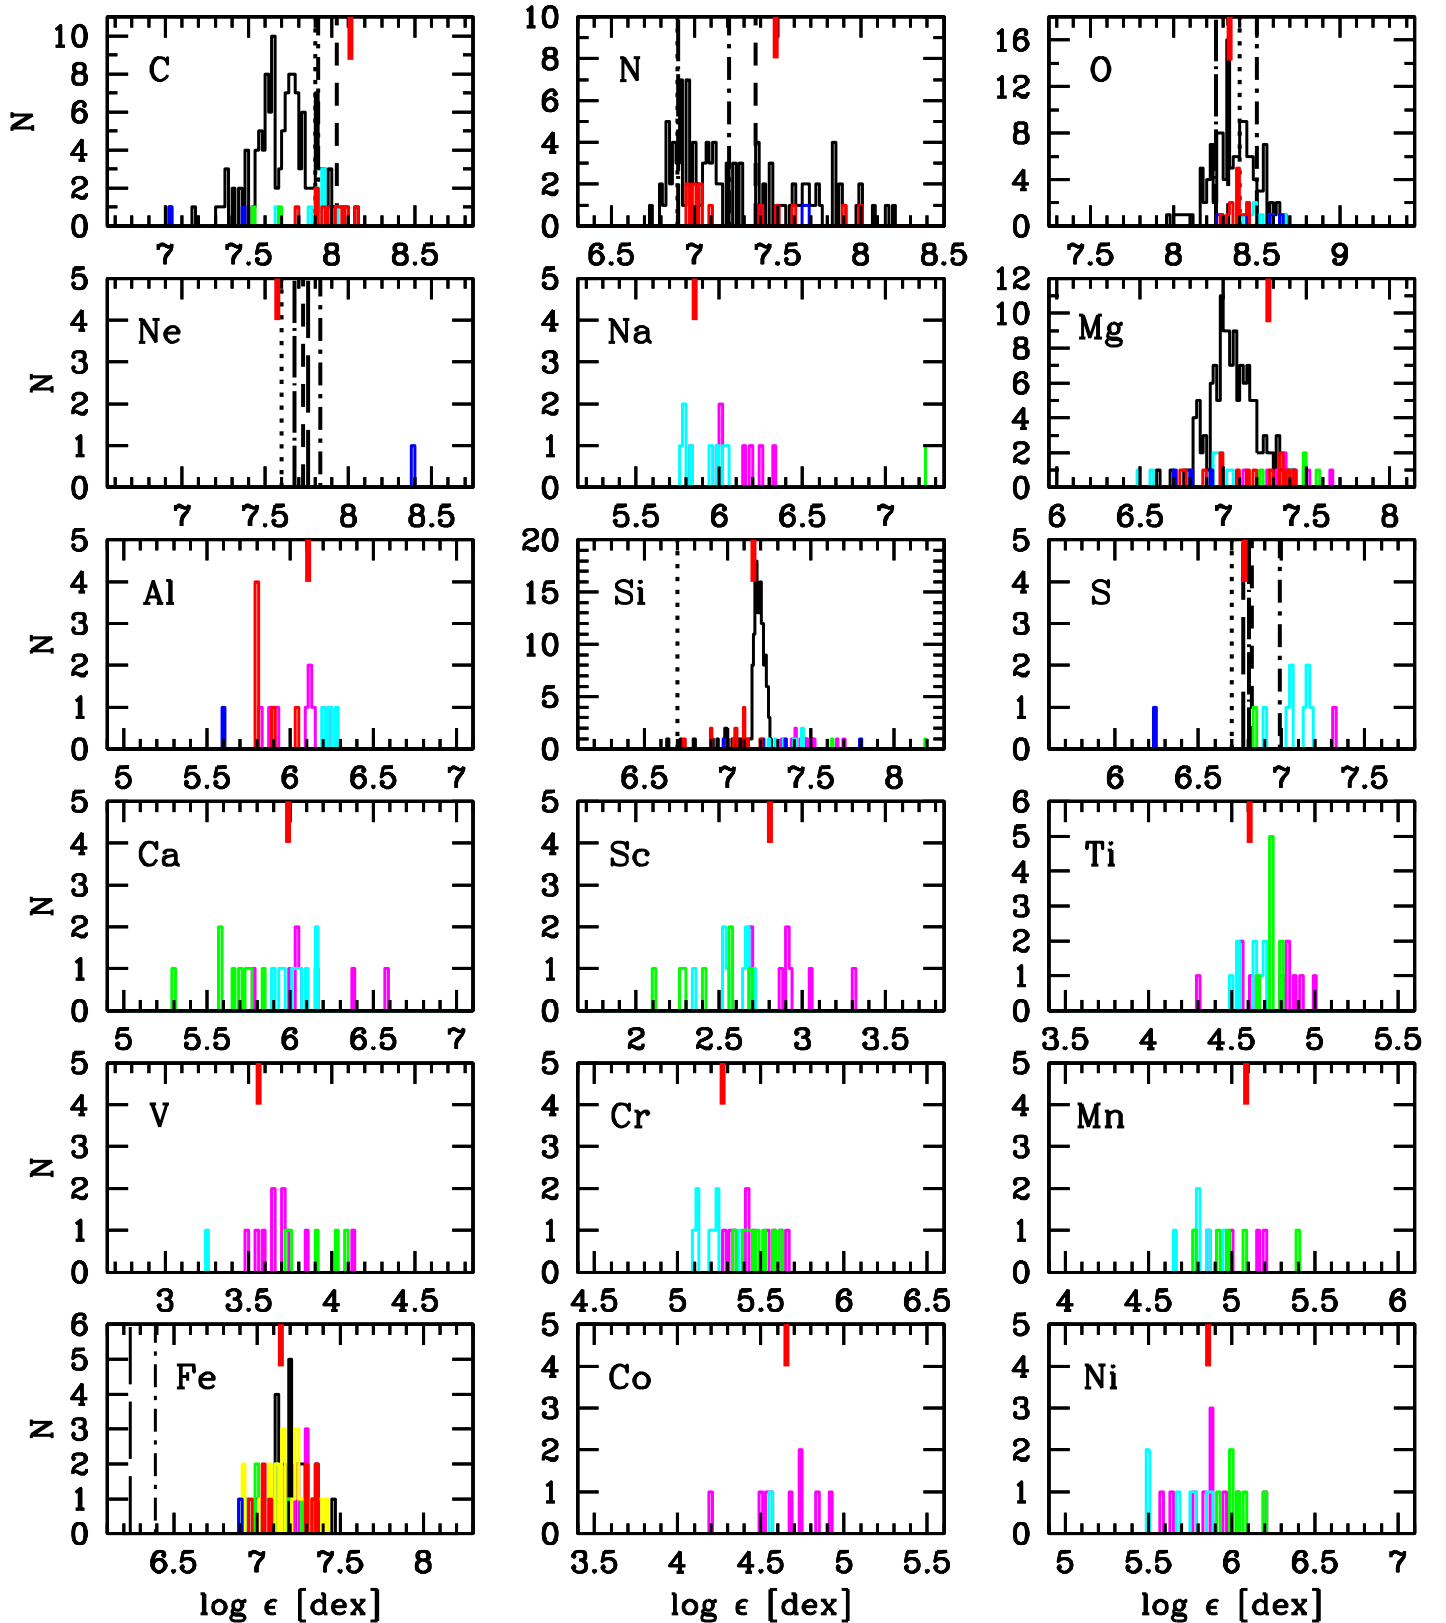 N
10
8
6
4
2
0
C
7 7.5 8 8.5
10
8
6
4
2
0
N
6.5 7 7.5 8 8.5
16
12
8
4
0
O
7.5 8 8.5 9
N
5
4
3
2
1
0
Ne
7 7.5 8 8.5
5
4
3
2
1
0
Na
5.5 6 6.5 7
12
10
8
6
4
2
0
Mg
6 6.5 7 7.5 8
N
5
4
3
2
1
0
Al
5 5.5 6 6.5 7
20
15
10
5
0
Si
6.5 7 7.5 8
5
4
3
2
1
0
S
6 6.5 7 7.5
N
5
4
3
2
1
0
Ca
5 5.5 6 6.5 7
5
4
3
2
1
0
Sc
2 2.5 3 3.5
6
5
4
3
2
1
0
Ti
3.5 4 4.5 5 5.5
N
5
4
3
2
1
0
V
3 3.5 4 4.5
5
4
3
2
1
0
Cr
4.5 5 5.5 6 6.5
5
4
3
2
1
0
Mn
4 4.5 5 5.5 6
N
6
5
4
3
2
1
0
Fe
6.5 7 7.5 8
log ϵ [dex]
5
4
3
2
1
0
Co
4 4.5 5 5.5
log ϵ [dex]
5
4
3
2
1
0
Ni
5 5.5 6 6.5 7
log ϵ [dex]